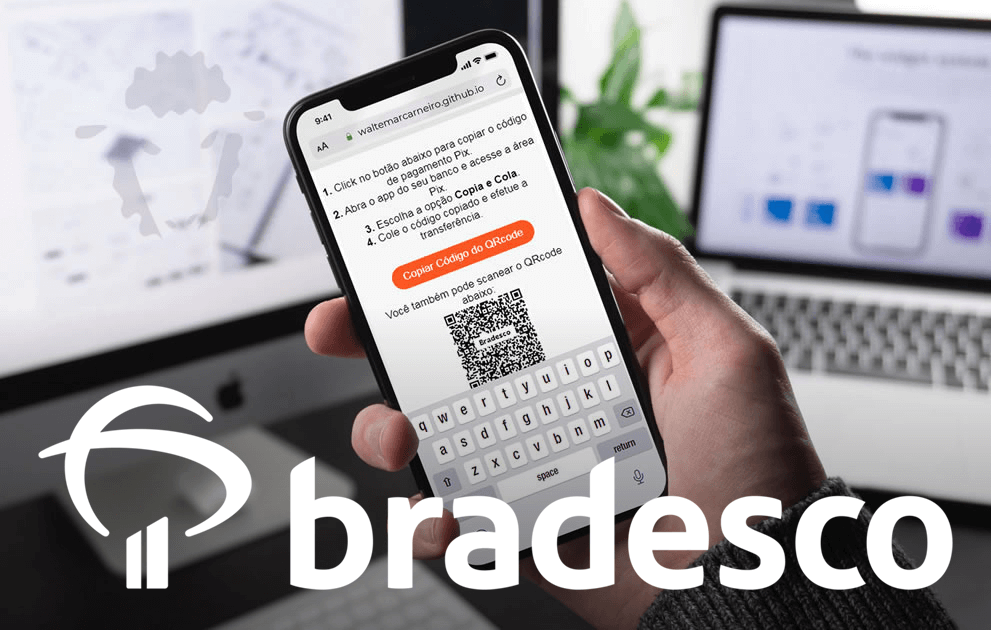 9:41
AA waltemarcarneiro.github.io
1. Click no botão abaixo para copiar o código
de pagamento Pix.
2. Abra o app do seu banco e acesse a área
Pix.
3. Escolha a opção Copia e Cola.
4. Cole o código copiado e efetue a
transferência.
Copiar Código do QRcode
Você também pode scanear o QRcode
abaixo:
Bradesco
q w e r t y u i o p
a s d f g h j k l
z x c v b n m
space return
bradesco